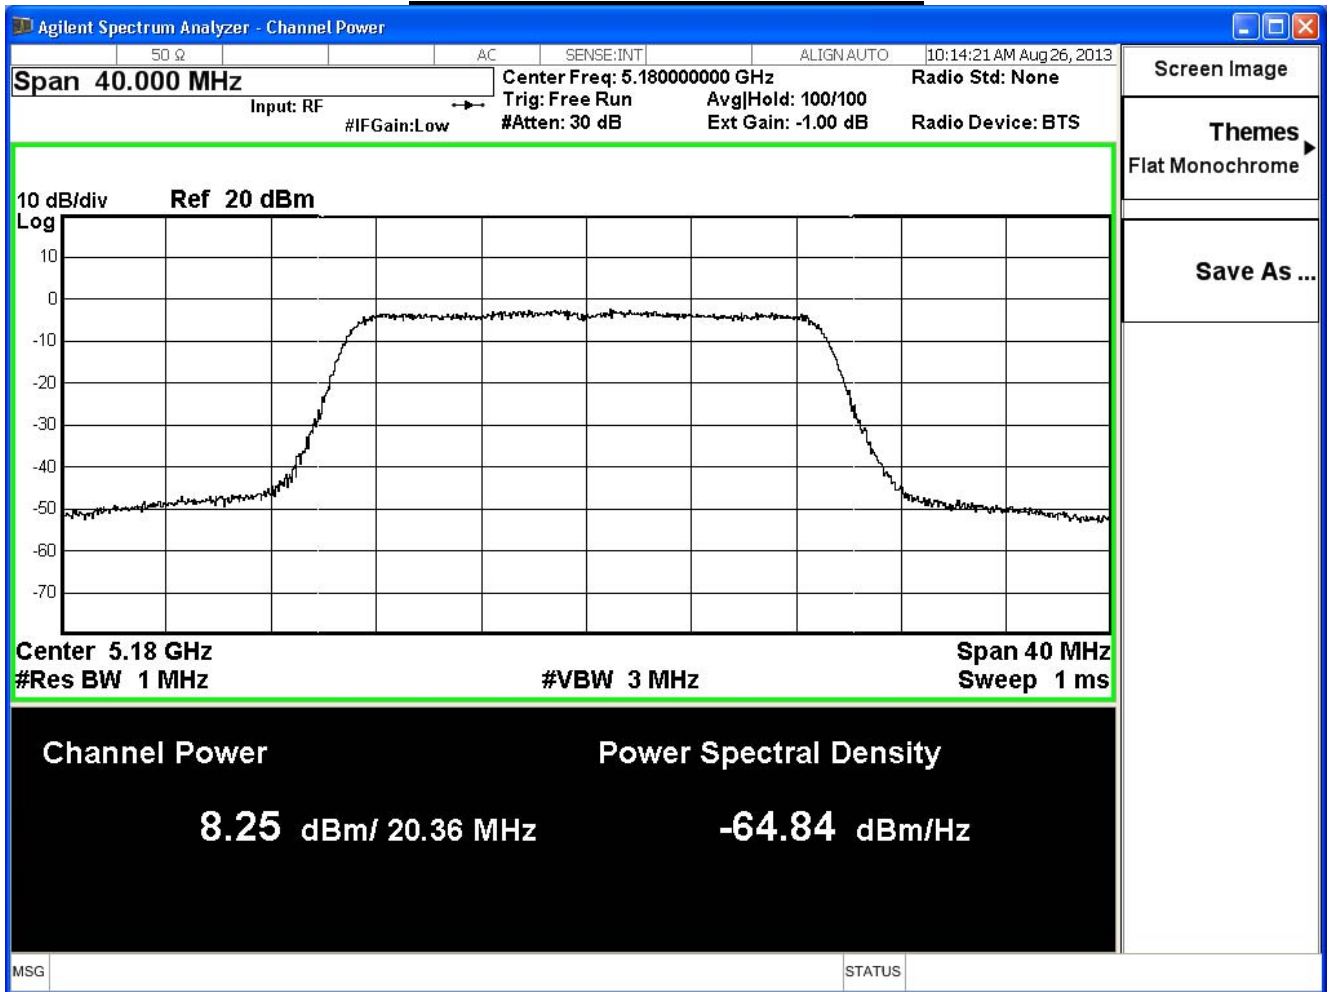 Agilent Spectrum Analyzer - Channel Power
50 Ω AC SENSE:INT ALIGN AUTO 10:14:21 AM Aug 26, 2013
Span 40.000 MHz
Center Freq: 5.180000000 GHz Radio Std: None
Input: RF Trig: Free Run Avg|Hold: 100/100
#IFGain:Low #Atten: 30 dB Ext Gain: -1.00 dB Radio Device: BTS
Screen Image
Themes
Flat Monochrome
Save As ...
10 dB/div Ref 20 dBm
Log
10
0
-10
-20
-30
-40
-50
-60
-70
Center 5.18 GHz Span 40 MHz
#Res BW 1 MHz #VBW 3 MHz Sweep 1 ms
Channel Power Power Spectral Density
8.25 dBm/ 20.36 MHz -64.84 dBm/Hz
MSG STATUS